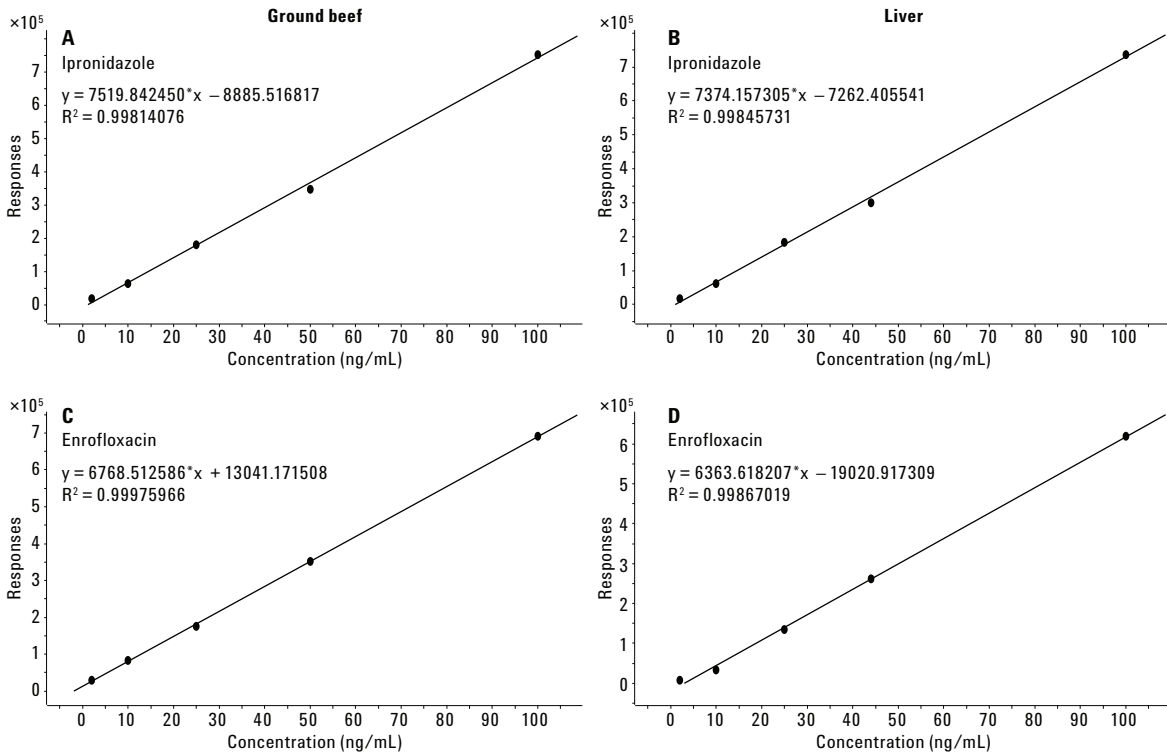 Ground beef
×10⁵
A
Ipronidazole
y = 7519.842450*x − 8885.516817
R² = 0.99814076
Responses
7
6
5
4
3
2
1
0
0 10 20 30 40 50 60 70 80 90 100
Concentration (ng/mL)
Liver
×10⁵
B
Ipronidazole
y = 7374.157305*x − 7262.405541
R² = 0.99845731
Responses
7
6
5
4
3
2
1
0
0 10 20 30 40 50 60 70 80 90 100
Concentration (ng/mL)
×10⁵
C
Enrofloxacin
y = 6768.512586*x + 13041.171508
R² = 0.99975966
Responses
7
6
5
4
3
2
1
0
0 10 20 30 40 50 60 70 80 90 100
Concentration (ng/mL)
×10⁵
D
Enrofloxacin
y = 6363.618207*x − 19020.917309
R² = 0.99867019
Responses
6
5
4
3
2
1
0
0 10 20 30 40 50 60 70 80 90 100
Concentration (ng/mL)